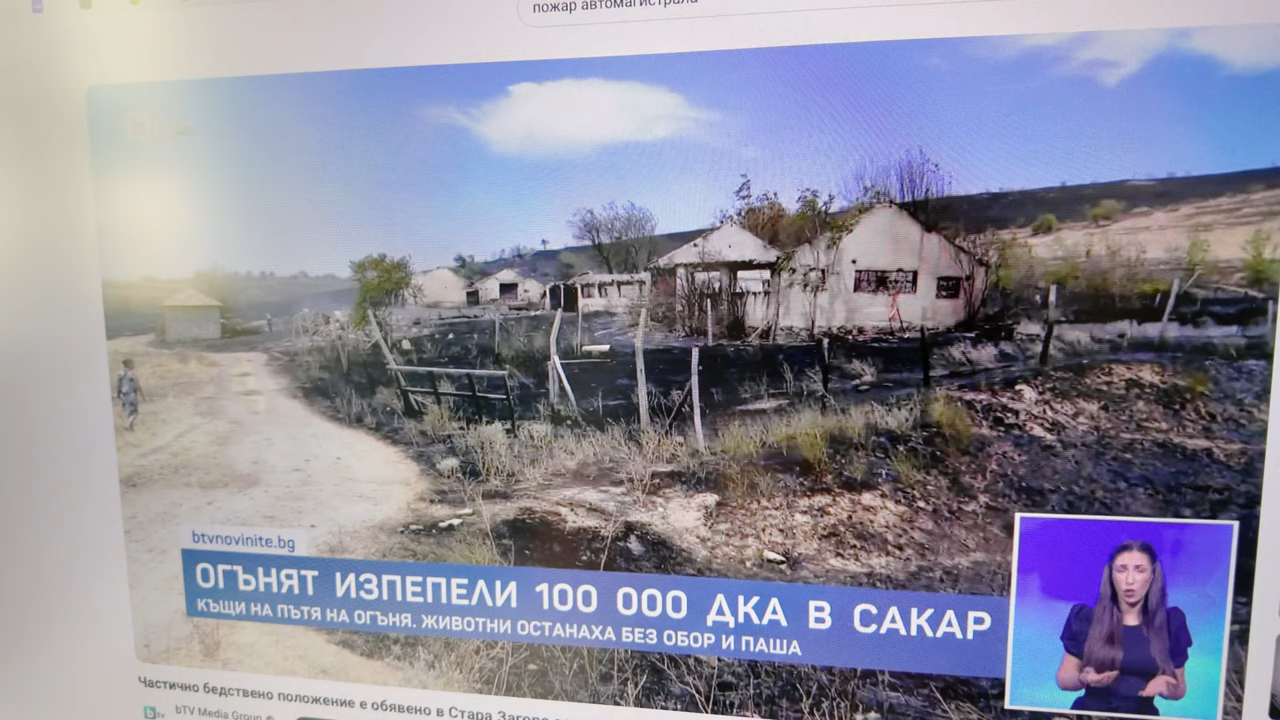 пожар автомагистрала
btvnovinite.bg
ОГЪНЯТ ИЗПЕПЕЛИ 100 000 ДКА В САКАР
КЪЩИ НА ПЪТЯ НА ОГЪНЯ. ЖИВОТНИ ОСТАНАХА БЕЗ ОБОР И ПАША
Частично бедствено положение е обявено в Стара Загора
btv bTV Media Group